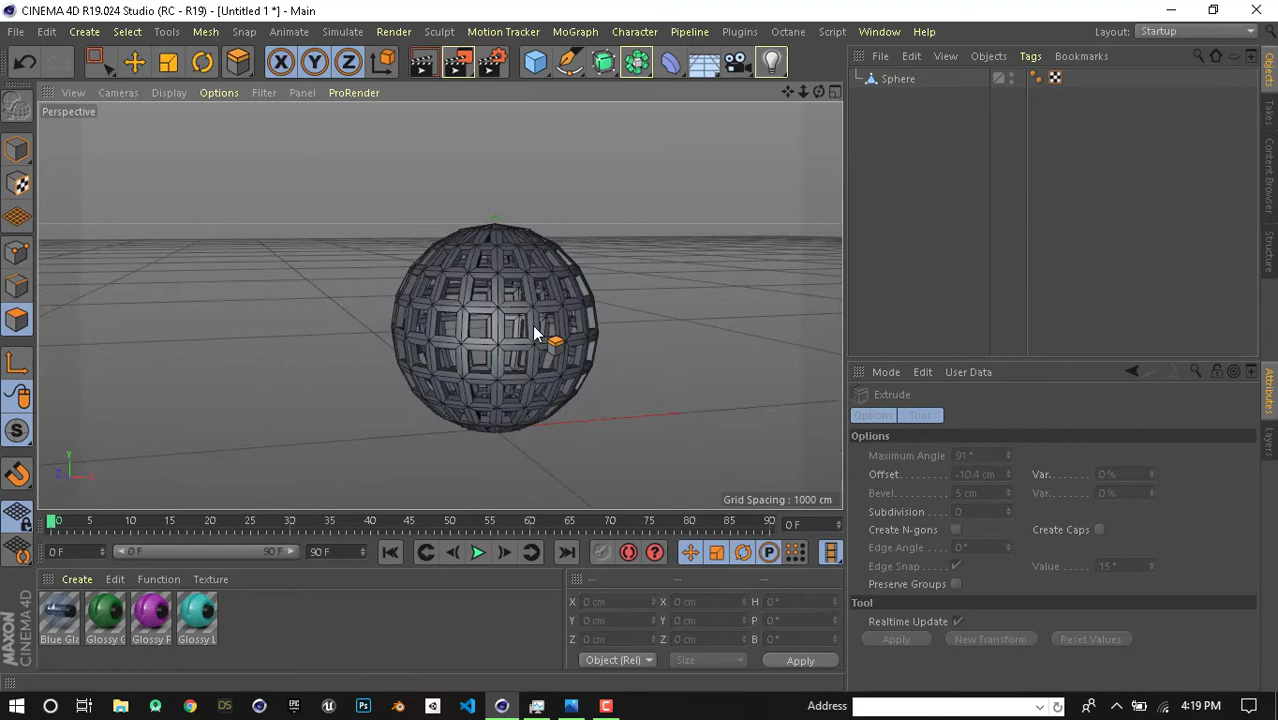 CINEMA 4D R19.024 Studio (RC - R19) - [Untitled 1 *] - Main
File Edit Create Select Tools Mesh Snap Animate Simulate Render Sculpt Motion Tracker MoGraph Character Pipeline Plugins Octane Script Window Help Layout: Startup
X Y Z
File Edit View Objects Tags Bookmarks
Sphere
View Cameras Display Options Filter Panel ProRender
Perspective
Y
Z X
Grid Spacing : 1000 cm
Objects
Takes
Content Browser
Structure
Mode Edit User Data
Extrude
Options Tool
Options
Maximum Angle 91 °
Offset -10.4 cm Var. 0 %
Bevel 5 cm Var. 0 %
Subdivision 0
Create N-gons Create Caps
Edge Angle 0 °
Edge Snap Value 15 °
Preserve Groups
Tool
Realtime Update
Apply New Transform Reset Values
Attributes
Layers
0 5 10 15 20 25 30 35 40 45 50 55 60 65 70 75 80 85 90 0 F
0 F 0 F 90 F 90 F
Create Edit Function Texture
Blue Gla Glossy G Glossy F Glossy L
-- -- --
X 0 cm X 0 cm H 0 °
Y 0 cm Y 0 cm P 0 °
Z 0 cm Z 0 cm B 0 °
Object (Rel) Size Apply
MAXON
CINEMA 4D
Address 4:19 PM